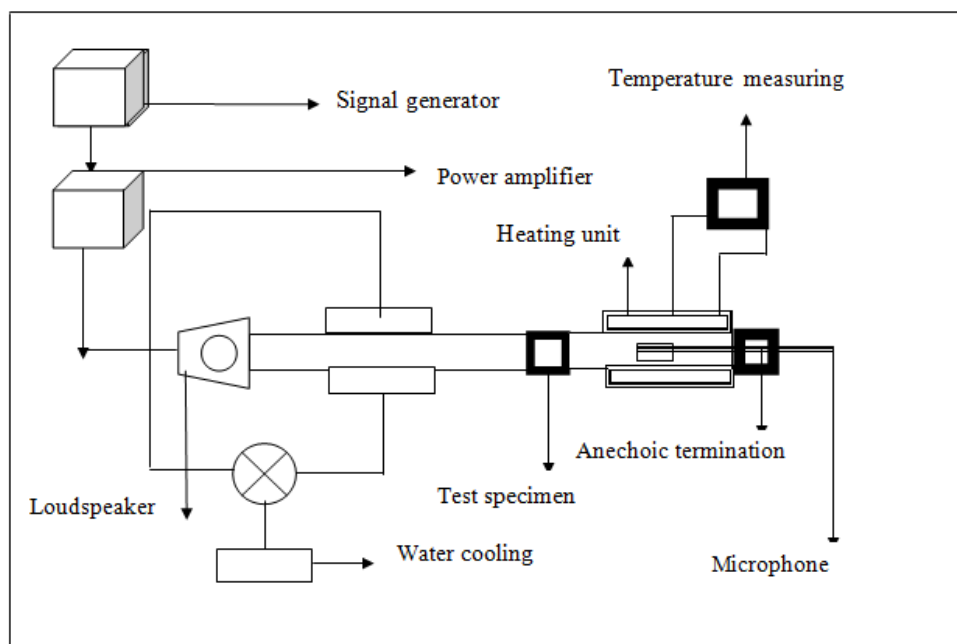 Temperature measuring
Signal generator
Power amplifier
Heating unit
Anechoic termination
Test specimen
Loudspeaker
Water cooling
Microphone